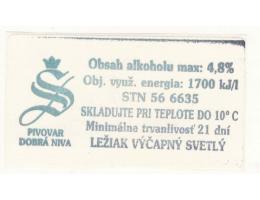 Obsah alkoholu max: 4,8%
Obj. využ. energia: 1700 kJ/l
STN 56 6635
SKLADUJTE PRI TEPLOTE DO 10° C
Minimálne trvanlivosť 21 dní
LEŽIAK VÝČAPNÝ SVETLÝ
S
PIVOVAR
DOBRÁ NIVA